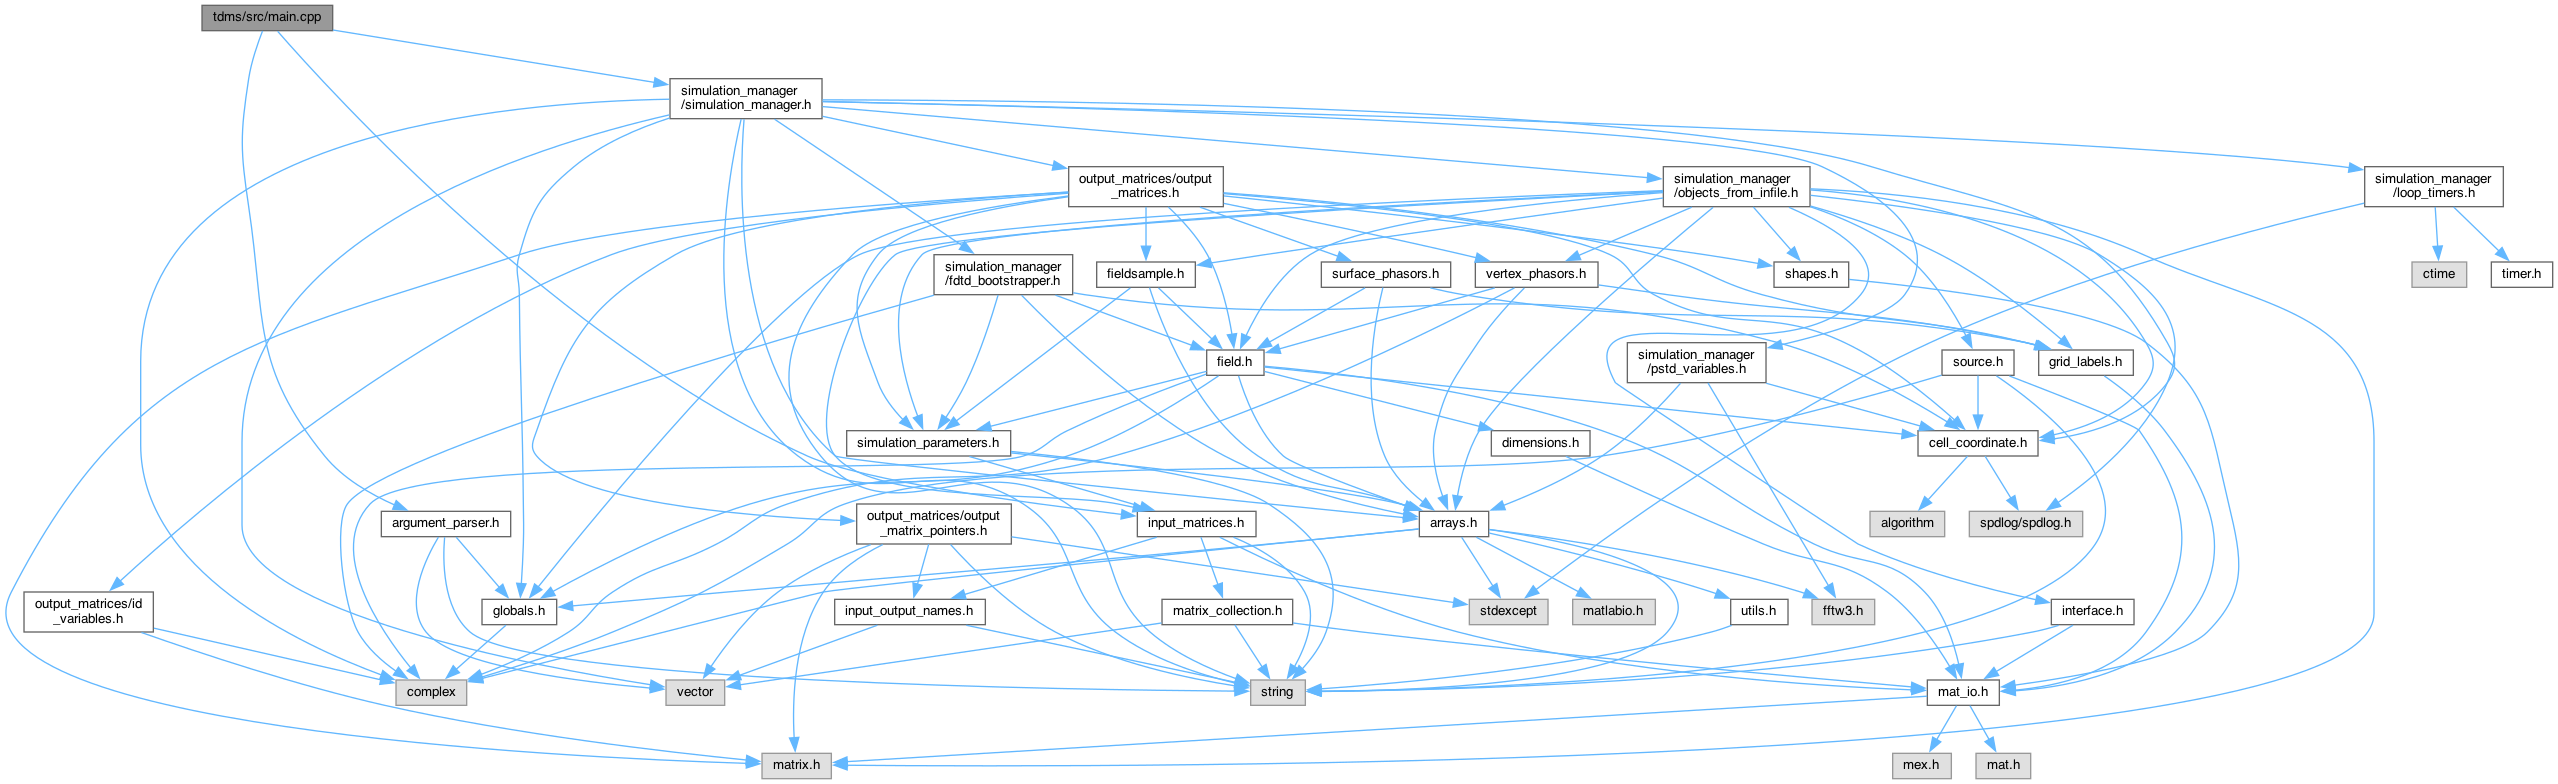 tdms/src/main.cpp
simulation_manager
/simulation_manager.h
output_matrices/output
_matrices.h
simulation_manager
/objects_from_infile.h
simulation_manager
/loop_timers.h
simulation_manager
/fdtd_bootstrapper.h
fieldsample.h
surface_phasors.h
vertex_phasors.h
shapes.h
ctime
timer.h
field.h
simulation_manager
/pstd_variables.h
source.h
grid_labels.h
simulation_parameters.h
dimensions.h
cell_coordinate.h
argument_parser.h
output_matrices/output
_matrix_pointers.h
input_matrices.h
arrays.h
algorithm
spdlog/spdlog.h
output_matrices/id
_variables.h
globals.h
input_output_names.h
matrix_collection.h
stdexcept
matlabio.h
utils.h
fftw3.h
interface.h
complex
vector
string
mat_io.h
matrix.h
mex.h
mat.h